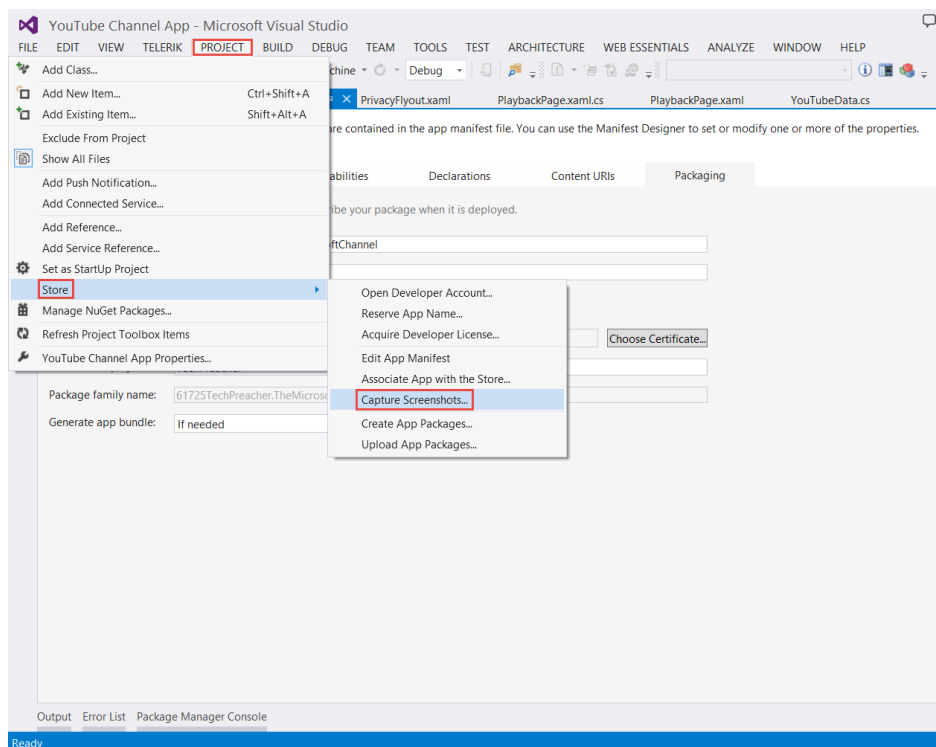 YouTube Channel App - Microsoft Visual Studio
FILE EDIT VIEW TELERIK PROJECT BUILD DEBUG TEAM TOOLS TEST ARCHITECTURE WEB ESSENTIALS ANALYZE WINDOW HELP
Add Class...
chine Debug
Add New Item... Ctrl+Shift+A
PrivacyFlyout.xaml PlaybackPage.xaml.cs PlaybackPage.xaml YouTubeData.cs
Add Existing Item... Shift+Alt+A
are contained in the app manifest file. You can use the Manifest Designer to set or modify one or more of the properties.
Exclude From Project
Show All Files
abilities Declarations Content URIs Packaging
Add Push Notification...
Add Connected Service...
ibe your package when it is deployed.
Add Reference...
Add Service Reference...
ftChannel
Set as StartUp Project
Store
Open Developer Account...
Manage NuGet Packages...
Reserve App Name...
Refresh Project Toolbox Items
Acquire Developer License...
Choose Certificate...
YouTube Channel App Properties...
Edit App Manifest
Associate App with the Store...
Package family name: 61725TechPreacher.TheMicrosc
Capture Screenshots...
Generate app bundle: If needed
Create App Packages...
Upload App Packages...
Output Error List Package Manager Console
Ready